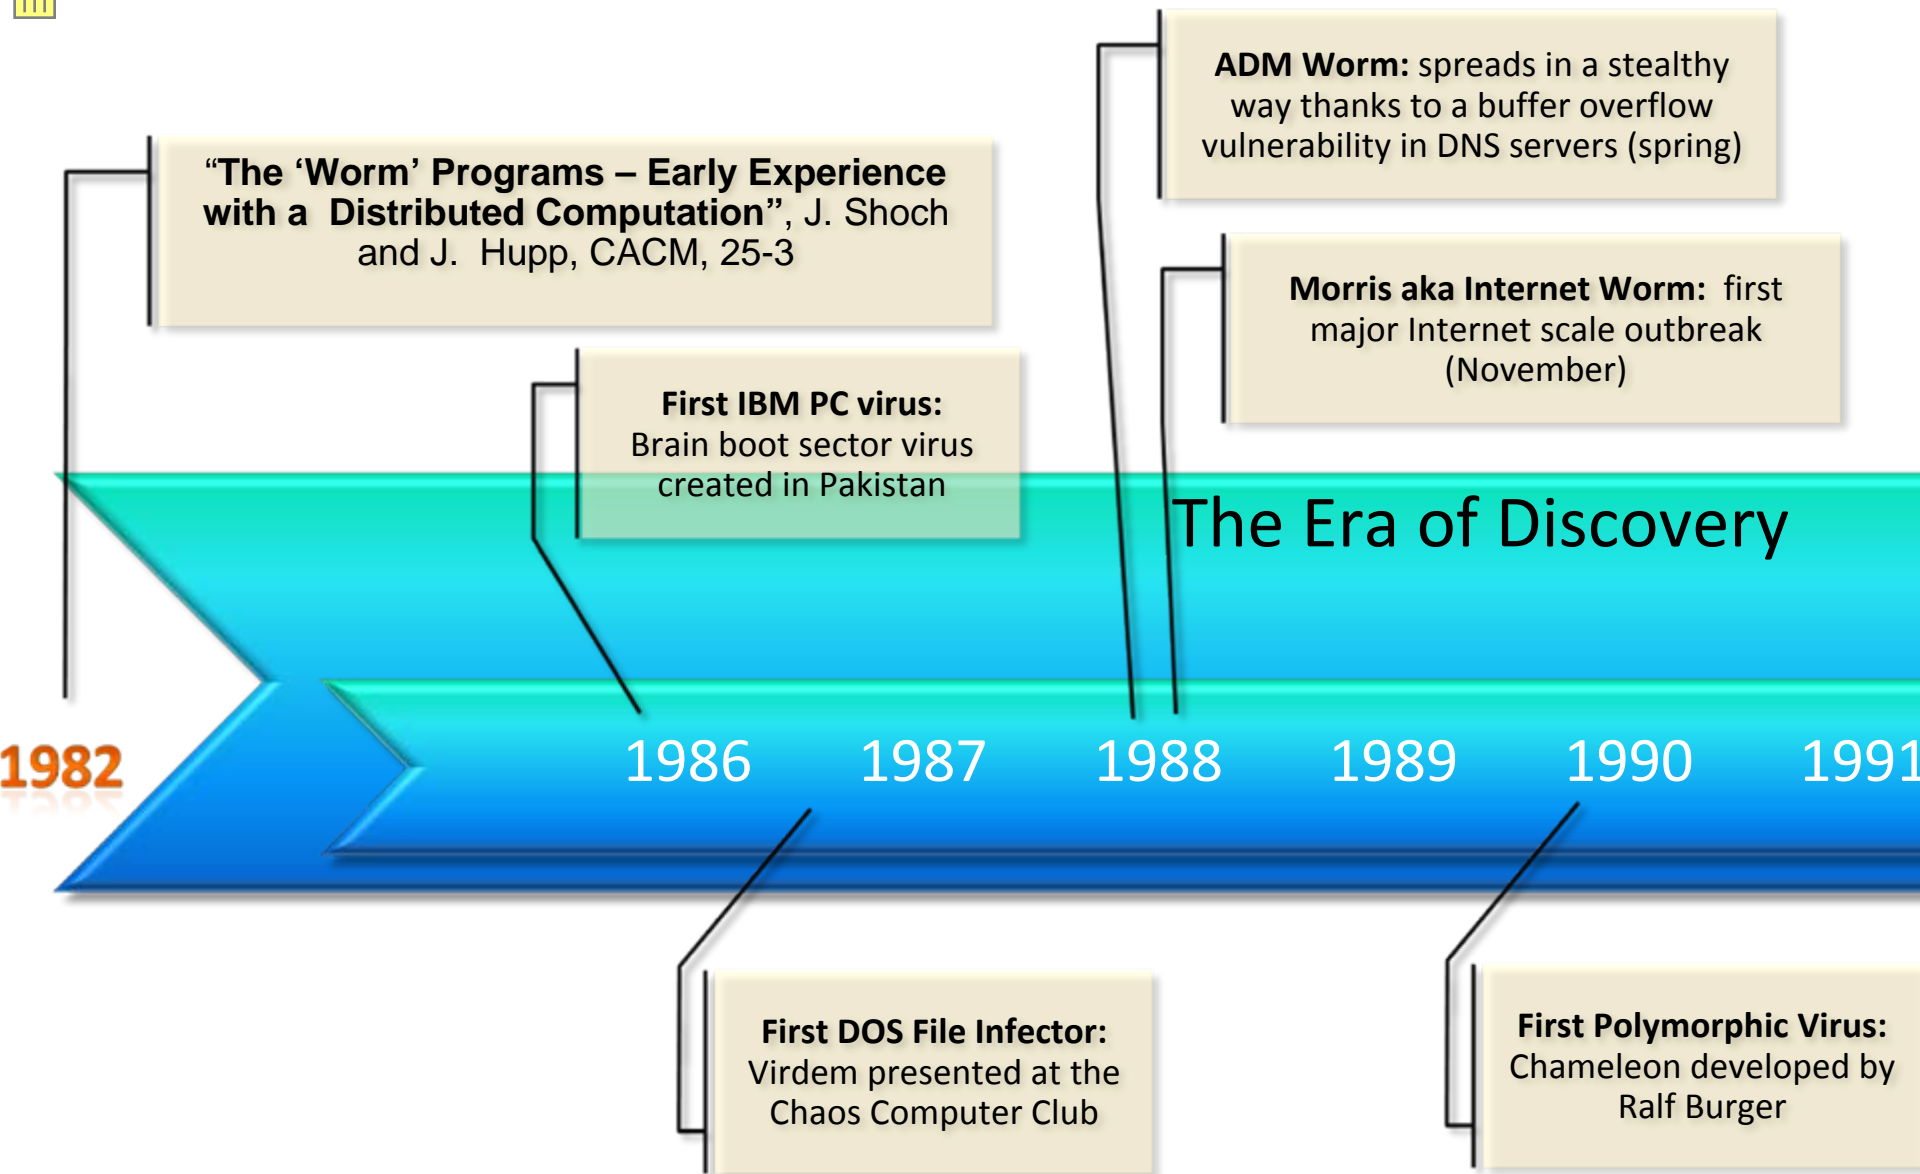 ADM Worm: spreads in a stealthy
way thanks to a buffer overflow
vulnerability in DNS servers (spring)
“The ‘Worm’ Programs – Early Experience
with a Distributed Computation”, J. Shoch
and J. Hupp, CACM, 25-3
Morris aka Internet Worm: first
major Internet scale outbreak
(November)
First IBM PC virus:
Brain boot sector virus
created in Pakistan
The Era of Discovery
1982
1986 1987 1988 1989 1990 1991
First DOS File Infector:
Virdem presented at the
Chaos Computer Club
First Polymorphic Virus:
Chameleon developed by
Ralf Burger